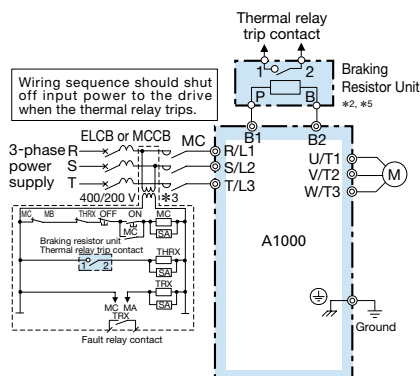 Thermal relay
trip contact
1 2
Braking
Resistor Unit
*2, *5
P B
Wiring sequence should shut
off input power to the drive
when the thermal relay trips.
B1 B2
ELCB or MCCB
MC
3-phase
power
supply
R
S
T
R/L1
S/L2
T/L3
U/T1
V/T2
W/T3
M
400/200 V
*3
A1000
MC MB THRX OFF ON MC
MC
SA
Braking resistor unit
Thermal relay trip contact
1 2
THRX
SA
TRX
SA
MC MA
TRX
Fault relay contact
Ground